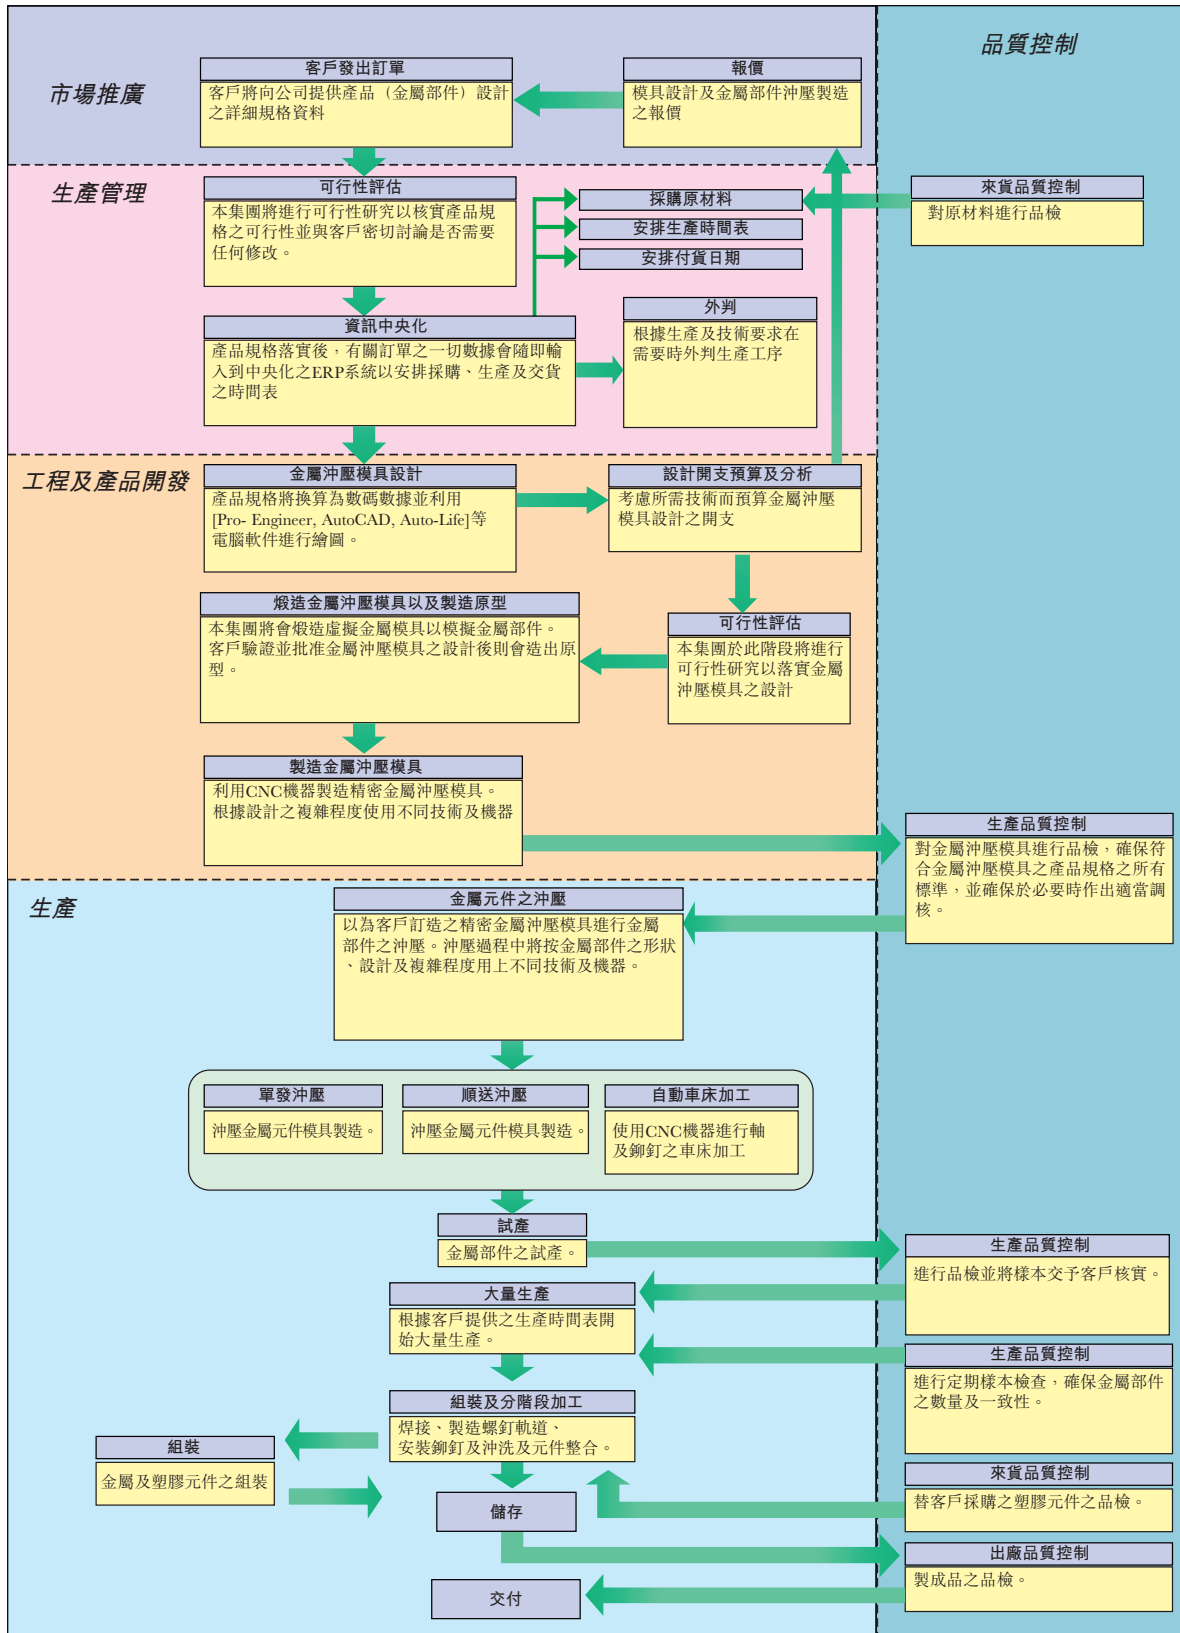 品質控制
市場推廣
客戶發出訂單
客戶將向公司提供產品（金屬部件）設計
之詳細規格資料
報價
模具設計及金屬部件沖壓製造
之報價
生產管理
可行性評估
本集團將進行可行性研究以核實產品規
格之可行性並與客戶密切討論是否需要
任何修改。
採購原材料
安排生產時間表
安排付貨日期
來貨品質控制
對原材料進行品檢
資訊中央化
產品規格落實後，有關訂單之一切數據會隨即輸
入到中央化之ERP系統以安排採購、生產及交貨
之時間表
外判
根據生產及技術要求在
需要時外判生產工序
工程及產品開發
金屬沖壓模具設計
產品規格將換算為數碼數據並利用
[Pro- Engineer, AutoCAD, Auto-Life]等
電腦軟件進行繪圖。
設計開支預算及分析
考慮所需技術而預算金屬沖壓
模具設計之開支
煅造金屬沖壓模具以及製造原型
本集團將會煅造虛擬金屬模具以模擬金屬部件。
客戶驗證並批准金屬沖壓模具之設計後則會造出原
型。
可行性評估
本集團於此階段將進行
可行性研究以落實金屬
沖壓模具之設計
製造金屬沖壓模具
利用CNC機器製造精密金屬沖壓模具。
根據設計之複雜程度使用不同技術及機器
生產品質控制
對金屬沖壓模具進行品檢，確保符
合金屬沖壓模具之產品規格之所有
標準，並確保於必要時作出適當調
核。
生產
金屬元件之沖壓
以為客戶訂造之精密金屬沖壓模具進行金屬
部件之沖壓。沖壓過程中將按金屬部件之形狀
、設計及複雜程度用上不同技術及機器。
單發沖壓
沖壓金屬元件模具製造。
順送沖壓
沖壓金屬元件模具製造。
自動車床加工
使用CNC機器進行軸
及鉚釘之車床加工
試產
金屬部件之試產。
生產品質控制
進行品檢並將樣本交予客戶核實。
大量生產
根據客戶提供之生產時間表開
始大量生產。
生產品質控制
進行定期樣本檢查，確保金屬部件
之數量及一致性。
組裝及分階段加工
焊接、製造螺釘軌道、
安裝鉚釘及沖洗及元件整合。
組裝
金屬及塑膠元件之組裝
來貨品質控制
替客戶採購之塑膠元件之品檢。
儲存
出廠品質控制
製成品之品檢。
交付